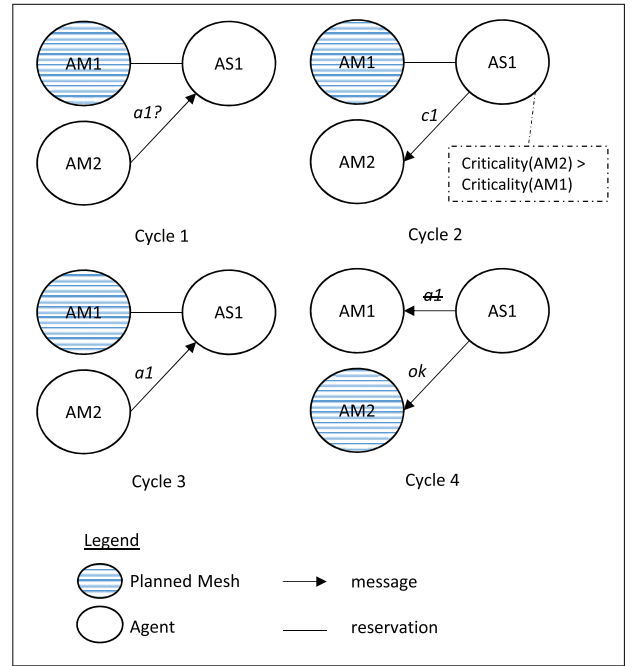 AM1
AS1
a1?
AM2
Cycle 1
AM1
AS1
c1
AM2
Criticality(AM2) >
Criticality(AM1)
Cycle 2
AM1
AS1
a1
AM2
Cycle 3
AM1
a1
AS1
ok
AM2
Cycle 4
Legend
Planned Mesh
message
Agent
reservation